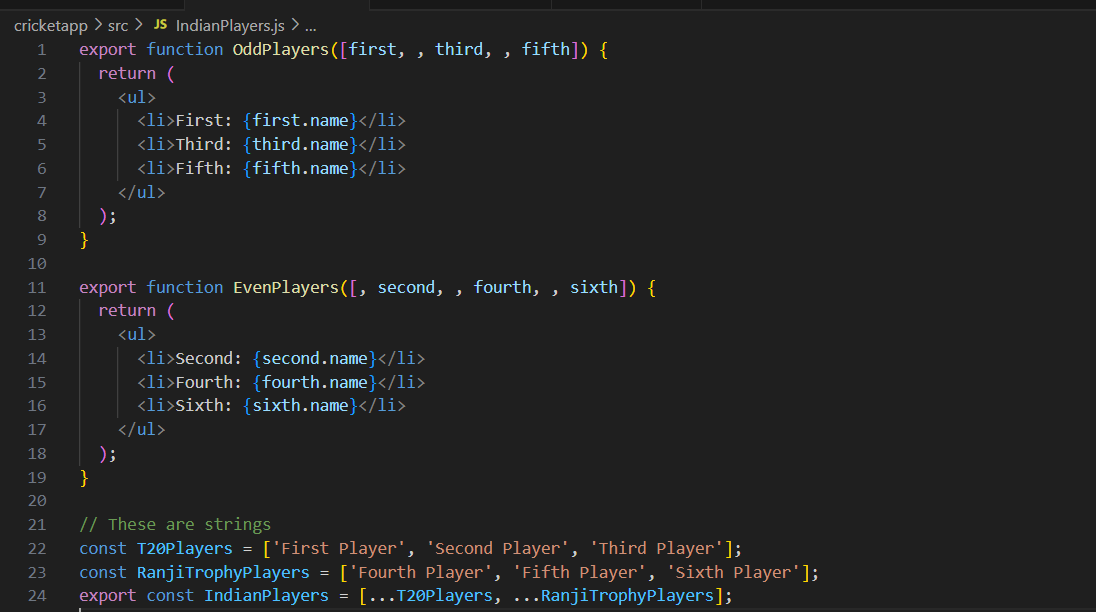 cricketapp > src > JS IndianPlayers.js > ...
1 export function OddPlayers([first, , third, , fifth]) {
2   return (
3     <ul>
4       <li>First: {first.name}</li>
5       <li>Third: {third.name}</li>
6       <li>Fifth: {fifth.name}</li>
7     </ul>
8   );
9 }
10
11 export function EvenPlayers([, second, , fourth, , sixth]) {
12   return (
13     <ul>
14       <li>Second: {second.name}</li>
15       <li>Fourth: {fourth.name}</li>
16       <li>Sixth: {sixth.name}</li>
17     </ul>
18   );
19 }
20
21 // These are strings
22 const T20Players = ['First Player', 'Second Player', 'Third Player'];
23 const RanjiTrophyPlayers = ['Fourth Player', 'Fifth Player', 'Sixth Player'];
24 export const IndianPlayers = [...T20Players, ...RanjiTrophyPlayers];